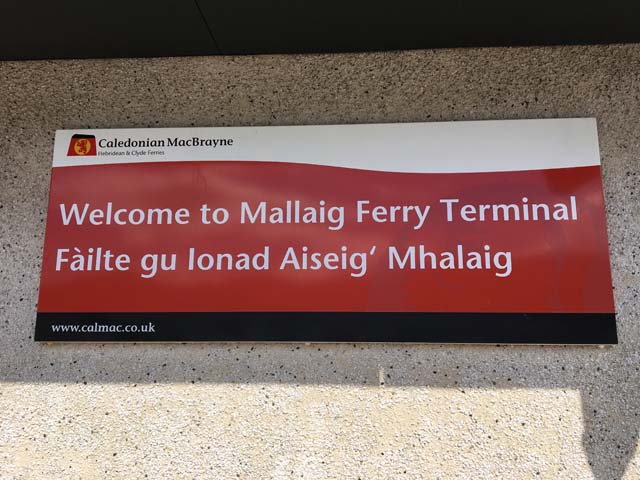 Caledonian MacBrayne
Hebridean & Clyde Ferries
Welcome to Mallaig Ferry Terminal
Fàilte gu Ionad Aiseig‘ Mhalaig
www.calmac.co.uk